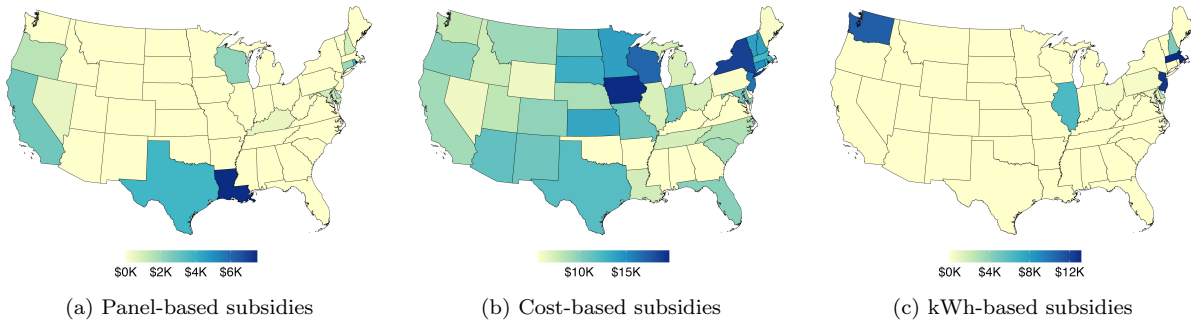 $0K $2K $4K $6K
(a) Panel-based subsidies
$10K $15K
(b) Cost-based subsidies
$0K $4K $8K $12K
(c) kWh-based subsidies